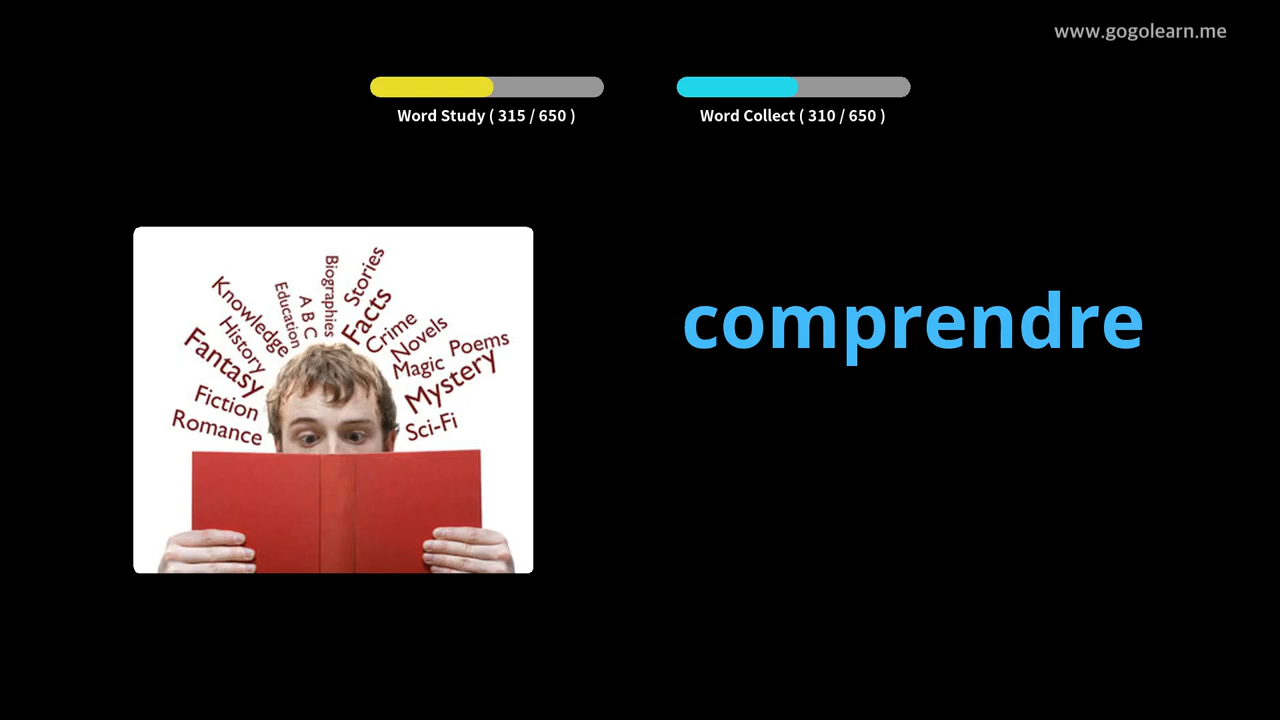 www.gogolearn.me
Word Study ( 315 / 650 )
Word Collect ( 310 / 650 )
comprendre
Romance
Fiction
Fantasy
History
Knowledge
Education
A B C
Biographies
Stories
Facts
Crime
Novels
Magic
Poems
Mystery
Sci-Fi